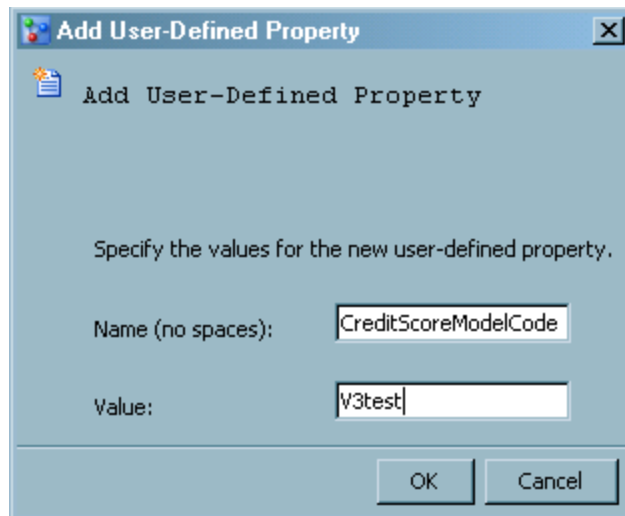 Add User-Defined Property
Add User-Defined Property
Specify the values for the new user-defined property.
Name (no spaces): CreditScoreModelCode
Value: V3test
OK Cancel